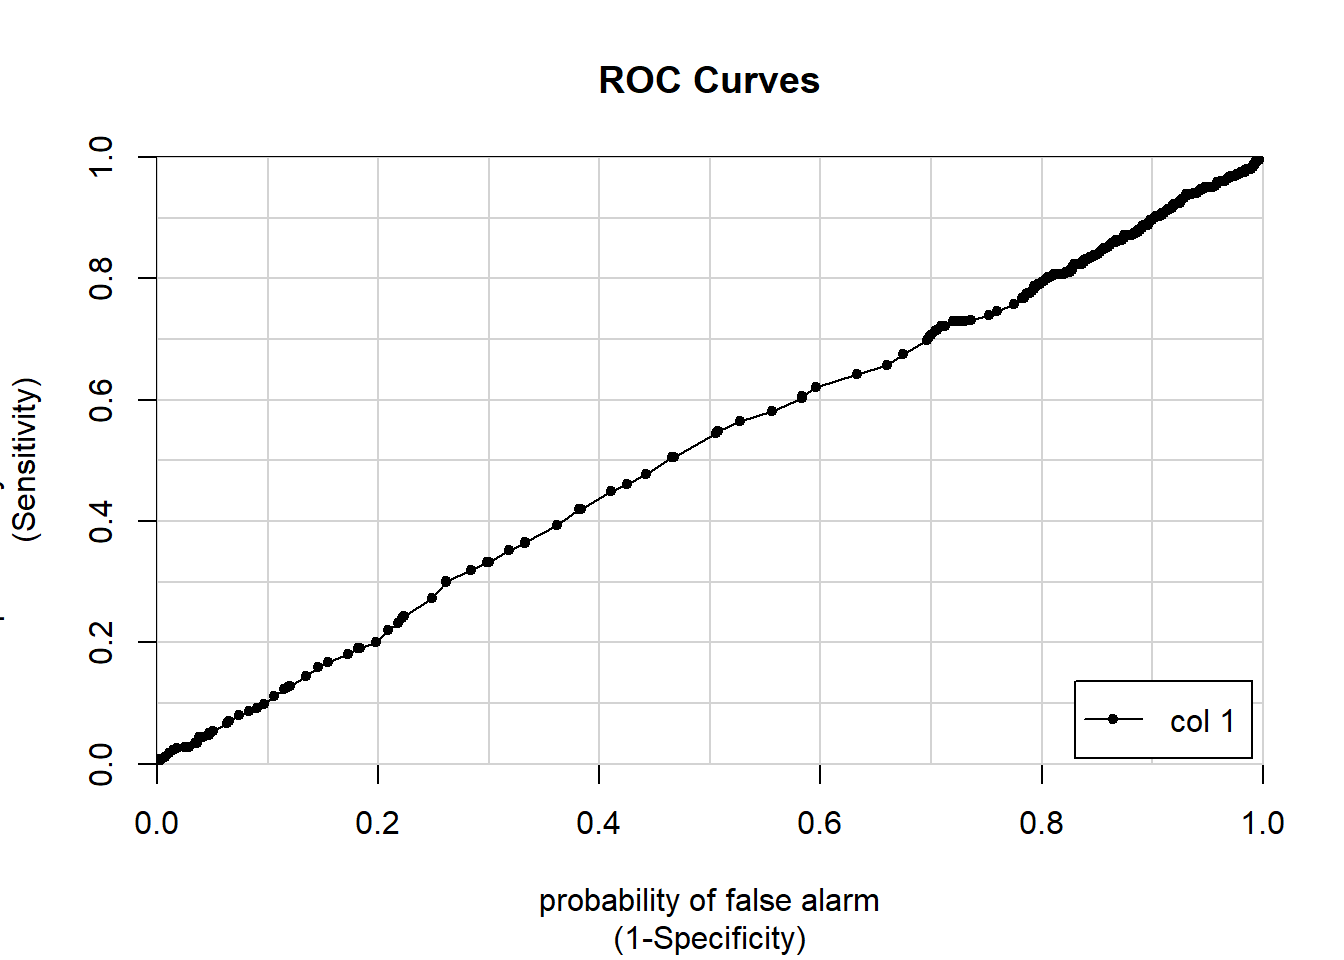 ROC Curves
(Sensitivity)
1.0
0.8
0.6
0.4
0.2
0.0
col 1
0.0 0.2 0.4 0.6 0.8 1.0
probability of false alarm
(1-Specificity)